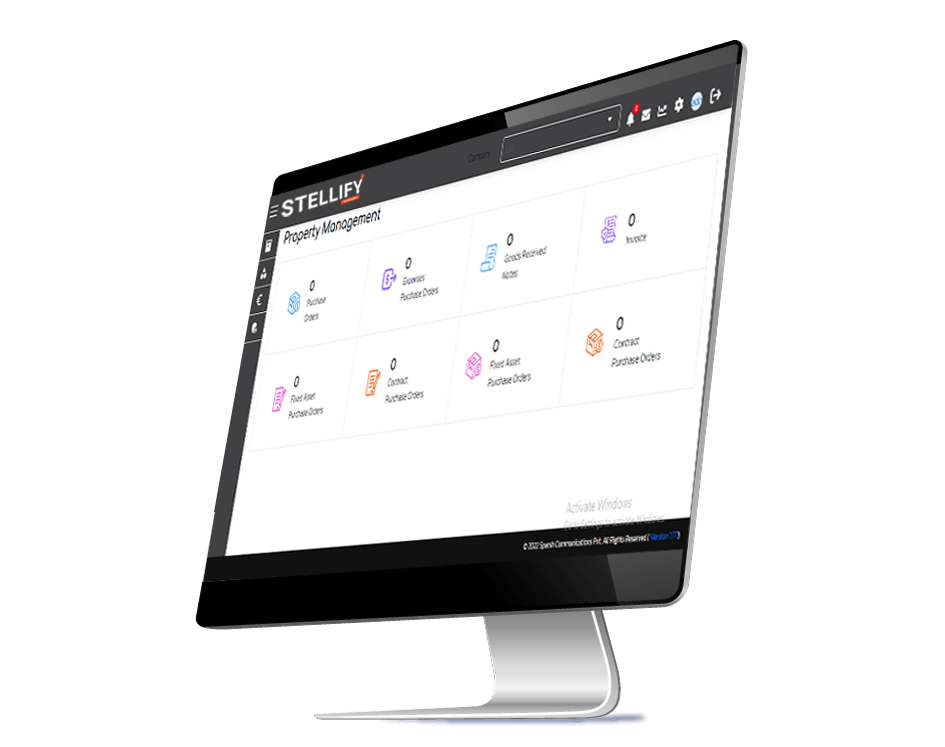 Company
STELLIFY
Property Management
0
Purchase
Orders
0
Expenses
Purchase Orders
0
Goods Received
Notes
0
Invoice
0
Fixed Asset
Purchase Orders
0
Contract
Purchase Orders
0
Fixed Asset
Purchase Orders
0
Contract
Purchase Orders
Activate Windows
Go to Settings to activate Windows.
© 2022 Sparsh Communications Pvt. All Rights Reserved (